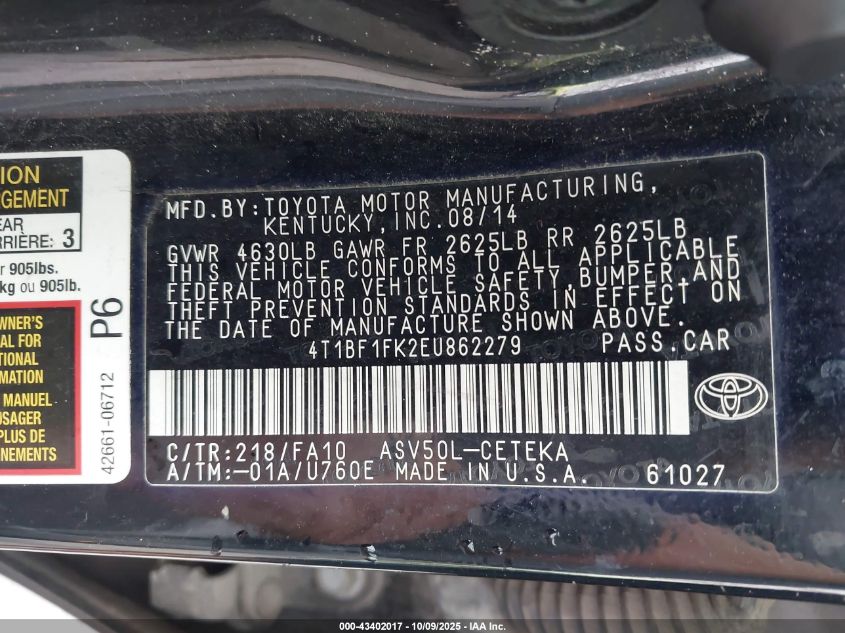 MFD.BY:TOYOTA MOTOR MANUFACTURING,
KENTUCKY,INC.08/14
GVWR 4630LB GAWR FR 2625LB RR 2625LB
THIS VEHICLE CONFORMS TO ALL APPLICABLE
FEDERAL MOTOR VEHICLE SAFETY,BUMPER,AND
THEFT PREVENTION STANDARDS IN EFFECT ON
THE DATE OF MANUFACTURE SHOWN ABOVE.
4T1BF1FK2EU862279 PASS.CAR
C/TR:218/FA10 ASV50L-CETEKA
A/TM:-01A/U760E MADE IN U.S.A. 61027
TOYOTA
ION
RGEMENT
EAR
RRIÈRE: 3
r 905lbs.
kg ou 905lb.
WNER'S
AL FOR
TIONAL
MATION
MANUEL
USAGER
PLUS DE
NEMENTS
P6
42661-06712
000-43402017 - 10/09/2025 - IAA Inc.